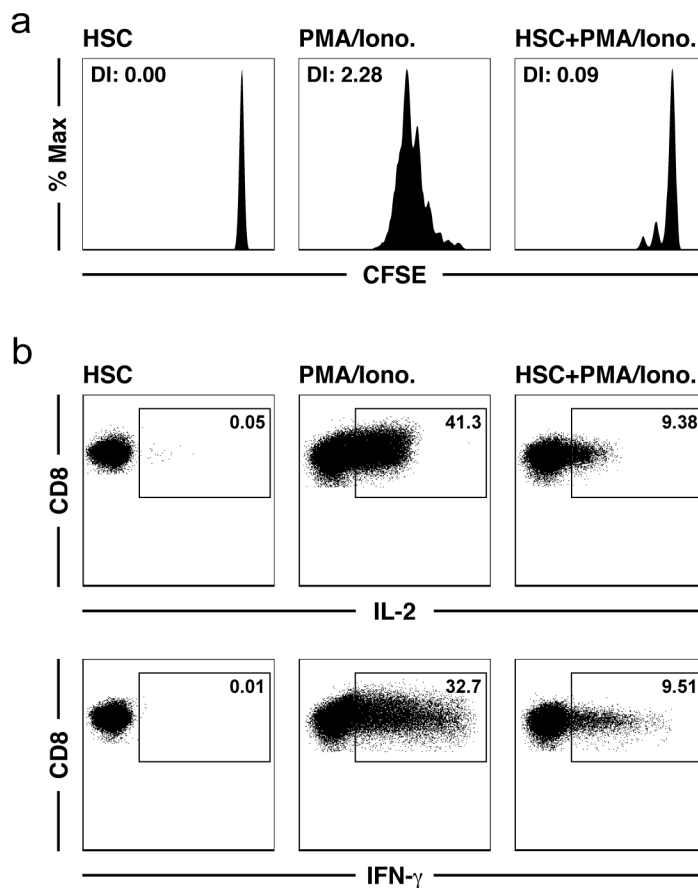 a
HSC PMA/Iono. HSC+PMA/Iono.
DI: 0.00 DI: 2.28 DI: 0.09
% Max
CFSE
b
HSC PMA/Iono. HSC+PMA/Iono.
0.05 41.3 9.38
CD8
IL-2
0.01 32.7 9.51
CD8
IFN-γ